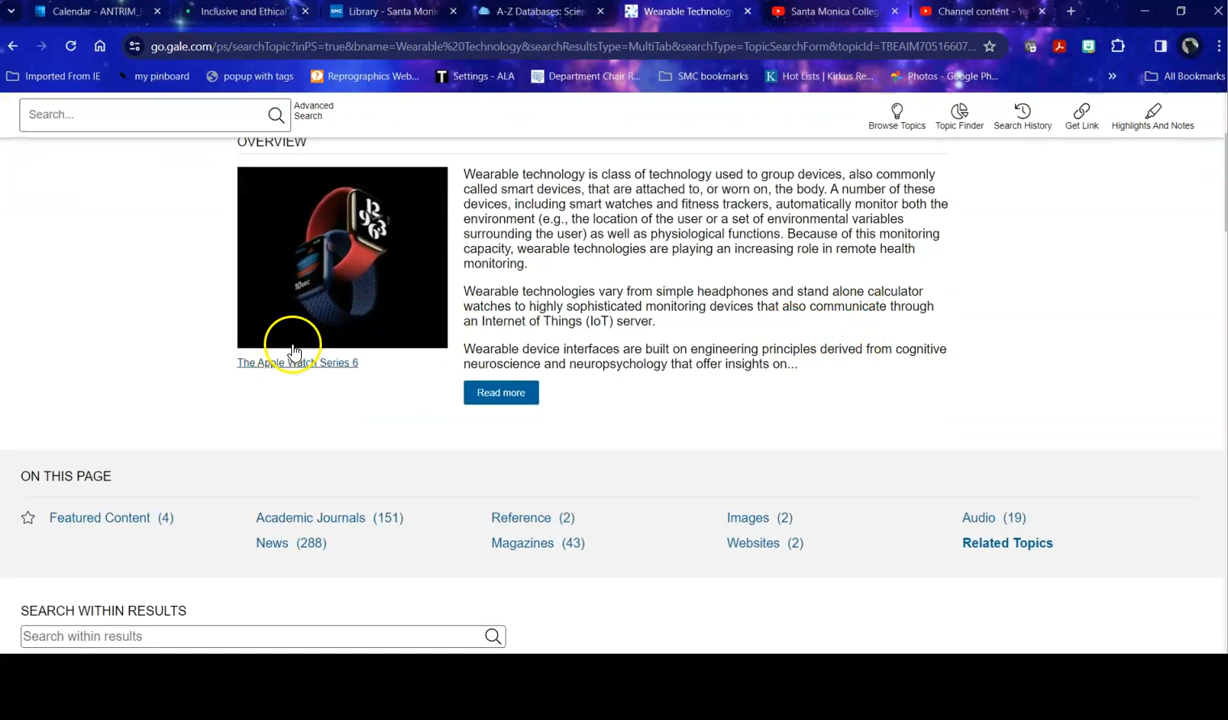 Calendar - ANTRIM_
Inclusive and Ethical
SMC Library - Santa Moni
A-Z Databases: Scien
Wearable Technology
Santa Monica Colleg
Channel content - Yo
go.gale.com/ps/searchTopic?inPS=true&bname=Wearable%20Technology&searchResultsType=MultiTab&searchType=TopicSearchForm&topicId=TBEAIM70516607...
Imported From IE
my pinboard
popup with tags
Reprographics Web...
Settings - ALA
Department Chair R...
SMC bookmarks
Hot Lists | Kirkus Re...
Photos - Google Ph...
»
All Bookmarks
Search...
Advanced
Search
Browse Topics
Topic Finder
Search History
Get Link
Highlights And Notes
OVERVIEW
12
3
9
6
10SEC
The Apple Watch Series 6
Wearable technology is class of technology used to group devices, also commonly
called smart devices, that are attached to, or worn on, the body. A number of these
devices, including smart watches and fitness trackers, automatically monitor both the
environment (e.g., the location of the user or a set of environmental variables
surrounding the user) as well as physiological functions. Because of this monitoring
capacity, wearable technologies are playing an increasing role in remote health
monitoring.
Wearable technologies vary from simple headphones and stand alone calculator
watches to highly sophisticated monitoring devices that also communicate through
an Internet of Things (IoT) server.
Wearable device interfaces are built on engineering principles derived from cognitive
neuroscience and neuropsychology that offer insights on...
Read more
ON THIS PAGE
Featured Content (4)
Academic Journals (151)
Reference (2)
Images (2)
Audio (19)
News (288)
Magazines (43)
Websites (2)
Related Topics
SEARCH WITHIN RESULTS
Search within results